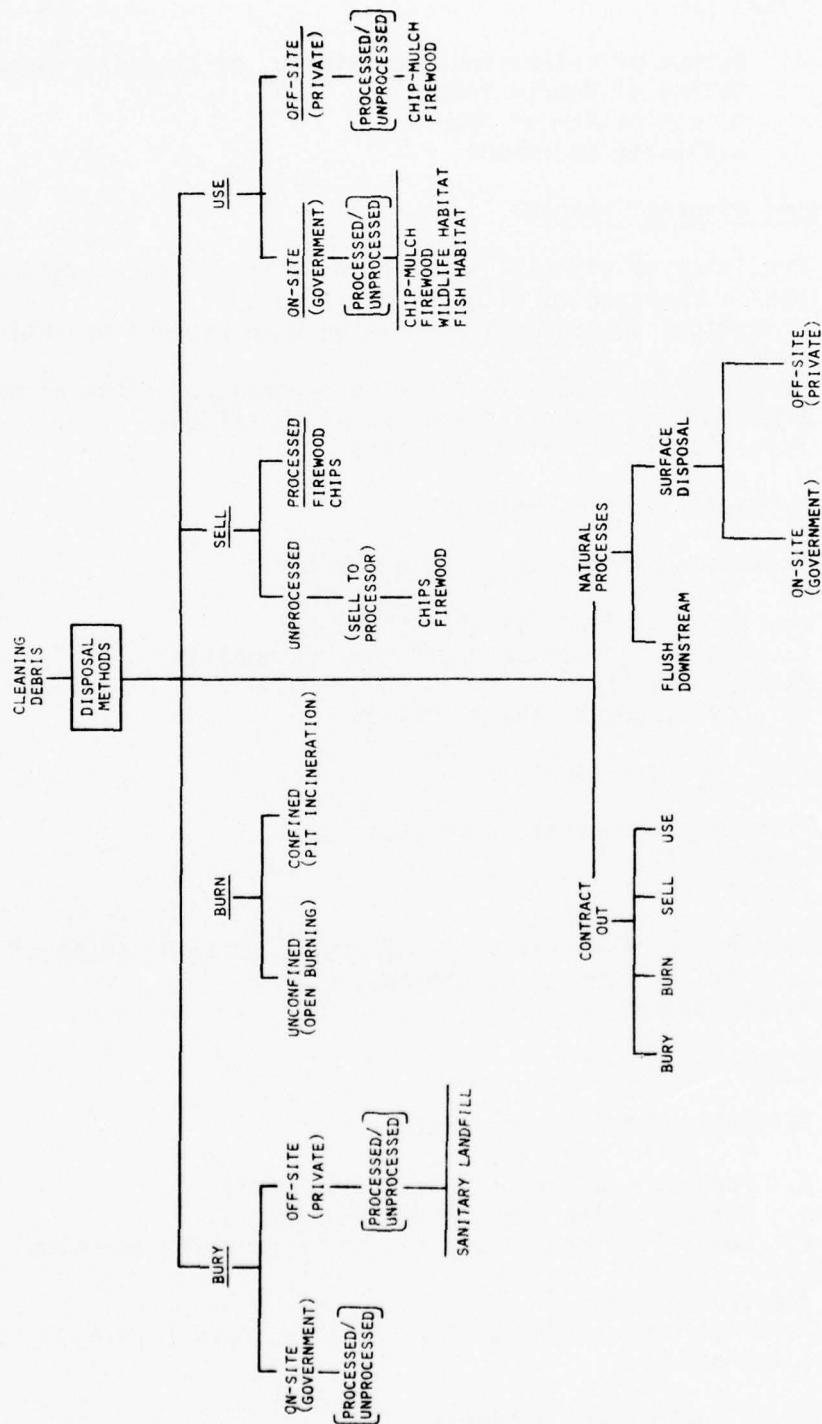 CLEANING
DEBRIS
DISPOSAL
METHODS
BURY
ON-SITE
(GOVERNMENT)
[PROCESSED/
UNPROCESSED]
OFF-SITE
(PRIVATE)
[PROCESSED/
UNPROCESSED]
SANITARY LANDFILL
BURN
UNCONFINED
(OPEN BURNING)
CONFINED
(PIT INCINERATION)
SELL
UNPROCESSED
(SELL TO
PROCESSOR)
CHIPS
FIREWOOD
PROCESSED
FIREWOOD
CHIPS
USE
ON-SITE
(GOVERNMENT)
[PROCESSED/
UNPROCESSED]
CHIP-MULCH
FIREWOOD
WILDLIFE HABITAT
FISH HABITAT
OFF-SITE
(PRIVATE)
[PROCESSED/
UNPROCESSED]
CHIP-MULCH
FIREWOOD
CONTRACT
OUT
BURY
BURN
SELL
USE
NATURAL
PROCESSES
FLUSH
DOWNSTREAM
SURFACE
DISPOSAL
ON-SITE
(GOVERNMENT)
OFF-SITE
(PRIVATE)